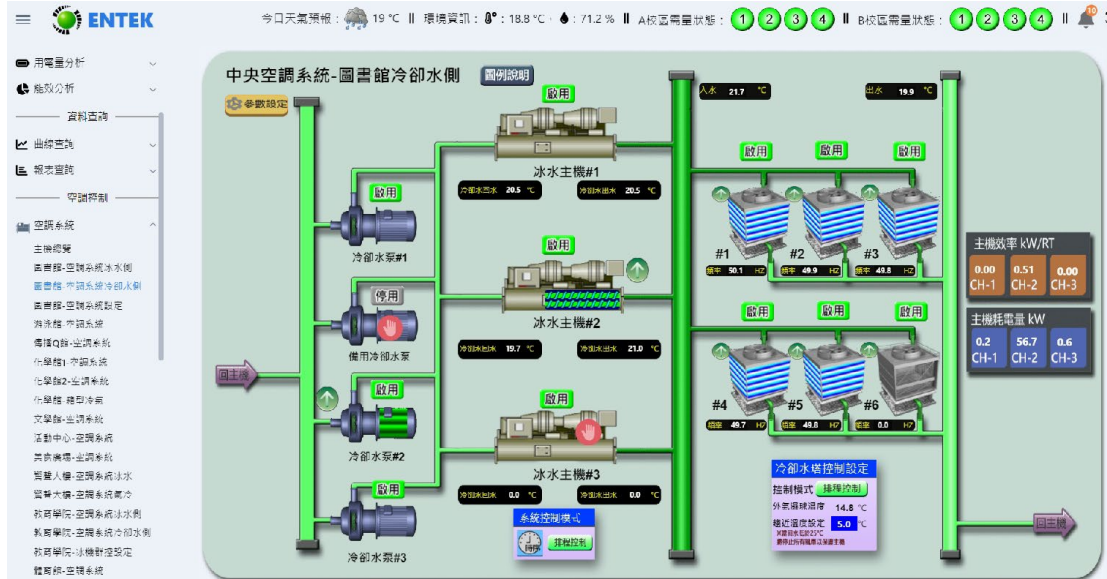 ENTEK
今日天氣預報： 19 °C || 環境資訊： ：18.8 °C， ：71.2 % || A校區需量狀態： 1 2 3 4 || B校區需量狀態： 1 2 3 4 || 10
用電量分析
能效分析
資料查詢
曲線查詢
報表查詢
空調控制
空調系統
主機總覽
圖書館-空調系統冰水側
圖書館-空調系統冷卻水側
圖書館-空調系統設定
游泳館-空調系統
傳播Q館-空調系統
化學館1-空調系統
化學館2-空調系統
化學館-箱型冷氣
文學館-空調系統
活動中心-空調系統
美食廣場-空調系統
教育學院-空調系統冰水側
教育學院-空調系統冷卻水側
教育學院-冰機群控設定
體育館-空調系統
中央空調系統-圖書館冷卻水側
圖例說明
參數設定
啟用
冰水主機#1
冷卻水回水 20.5 °C
冷卻水出水 20.5 °C
啟用
冷卻水泵#1
停用
備用冷卻水泵
啟用
冷卻水泵#2
啟用
冷卻水泵#3
回主機
啟用
冰水主機#2
冷卻水回水 19.7 °C
冷卻水出水 21.0 °C
啟用
冰水主機#3
冷卻水回水 0.0 °C
冷卻水出水 0.0 °C
系統控制模式
時序
排程控制
入水 21.7 °C
出水 19.9 °C
啟用 啟用 啟用
#1 #2 #3
頻率 50.1 HZ
頻率 49.9 HZ
頻率 49.8 HZ
啟用 啟用 啟用
#4 #5 #6
頻率 49.7 HZ
頻率 49.8 HZ
頻率 0.0 HZ
冷卻水塔控制設定
控制模式 排程控制
外氣濕球溫度 14.8 °C
趨近溫度設定 5.0 °C
回主機
主機效率 kW/RT
0.00 0.51 0.00
CH-1 CH-2 CH-3
主機耗電量 kW
0.2 56.7 0.6
CH-1 CH-2 CH-3